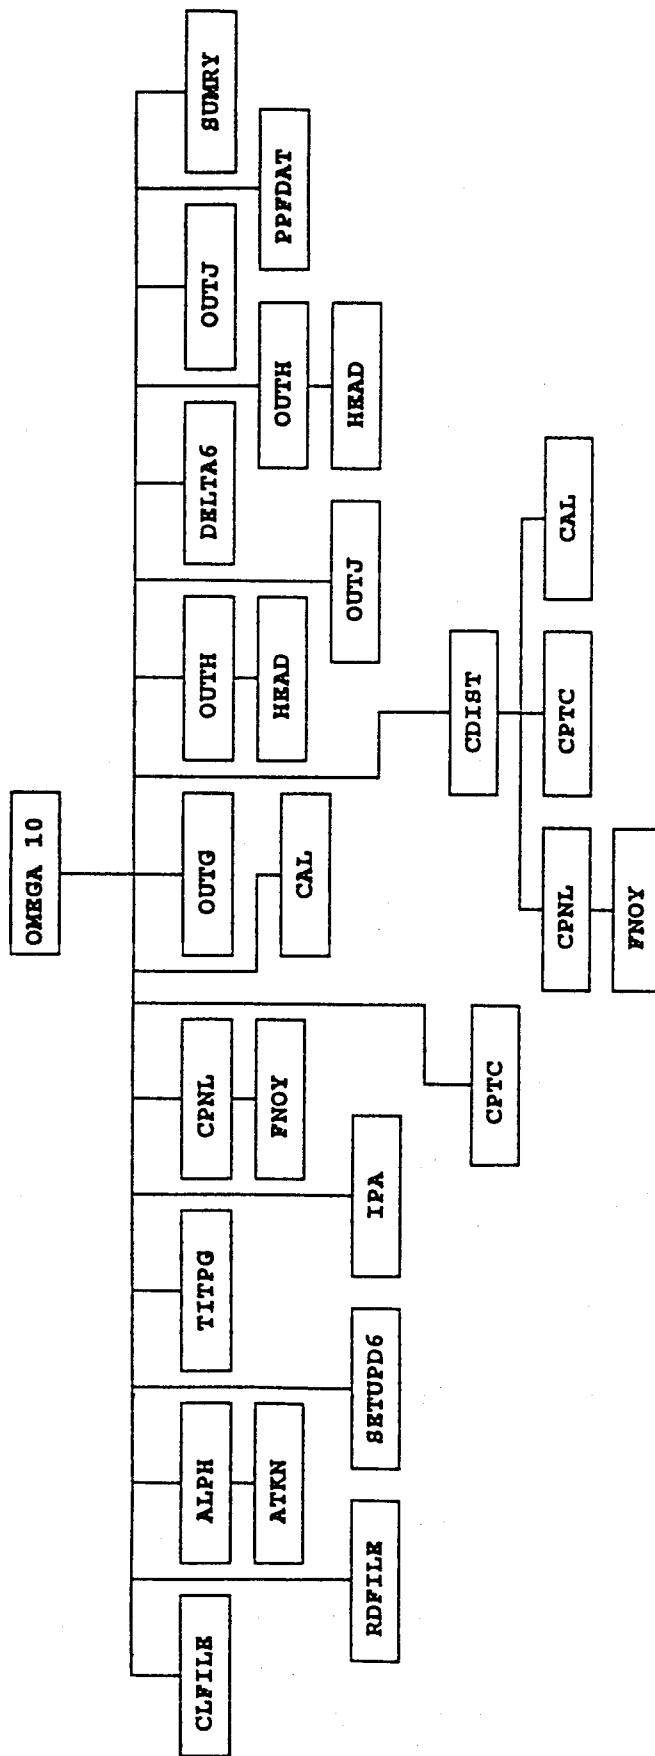 OMEGA 10
CLFILE
ALPH
TITPG
CPNL
OUTG
OUTH
DELTA6
OUTJ
SUMRY
ATKN
FNOY
CAL
HEAD
OUTH
PPFDAT
RDFILE
SETUPD6
IPA
OUTJ
HEAD
CPTC
CDIST
CPNL
CPTC
CAL
FNOY